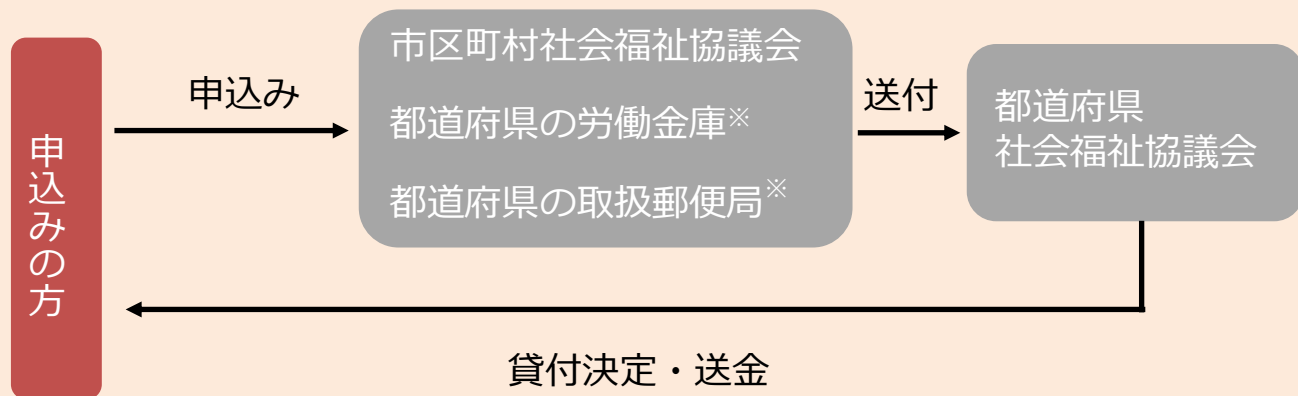 申込みの方
申込み
市区町村社会福祉協議会
都道府県の労働金庫※
都道府県の取扱郵便局※
送付
都道府県
社会福祉協議会
貸付決定・送金